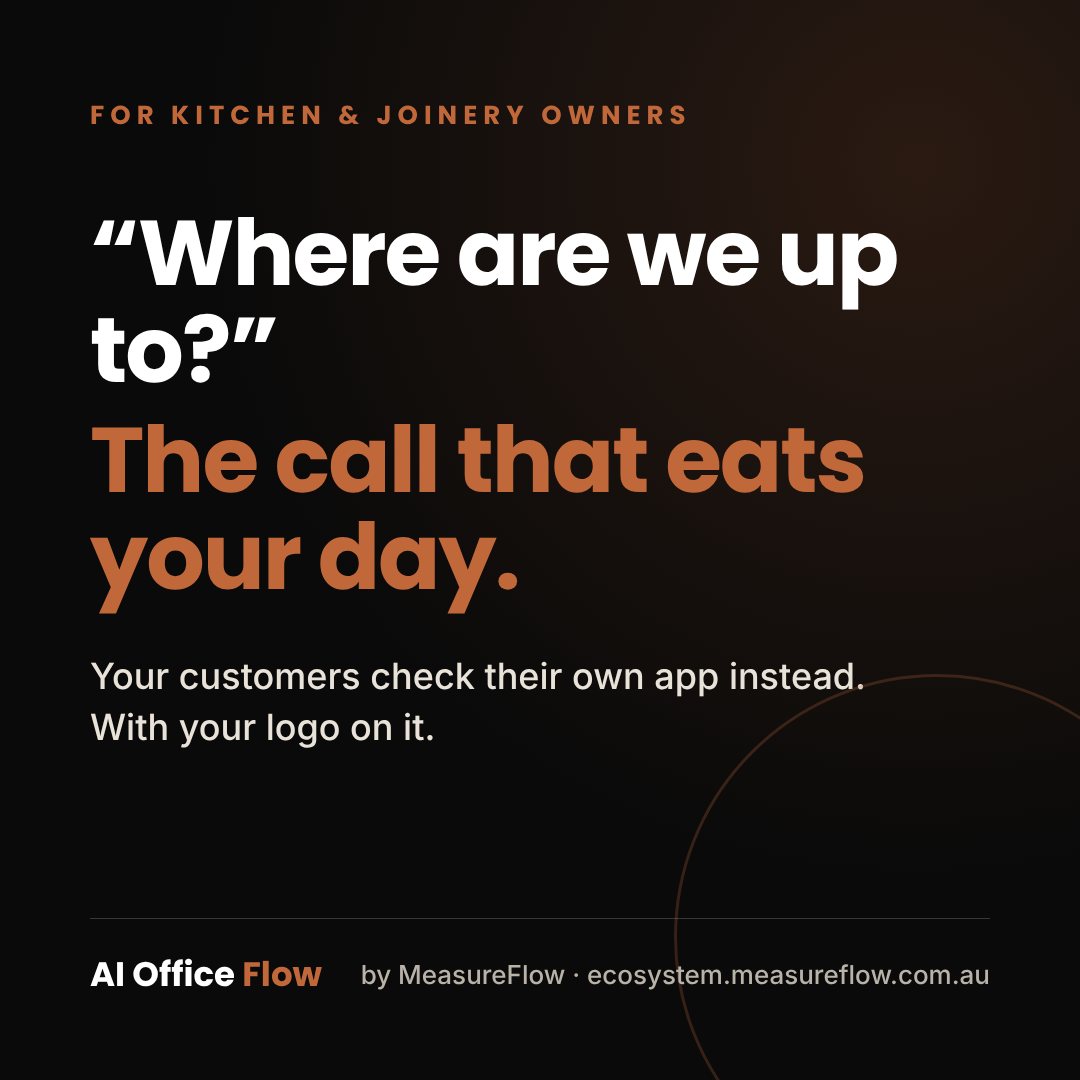 FOR KITCHEN & JOINERY OWNERS
“Where are we up
to?”
The call that eats
your day.
Your customers check their own app instead.
With your logo on it.
AI Office Flow by MeasureFlow · ecosystem.measureflow.com.au